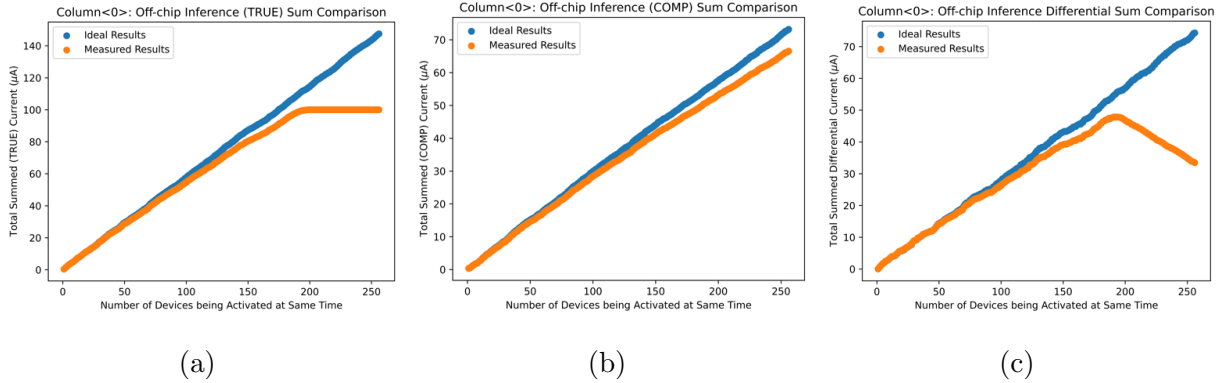 Column<0>: Off-chip Inference (TRUE) Sum Comparison
Ideal Results
Measured Results
Total Summed (TRUE) Current (μA)
140
120
100
80
60
40
20
0
0 50 100 150 200 250
Number of Devices being Activated at Same Time
(a)
Column<0>: Off-chip Inference (COMP) Sum Comparison
Ideal Results
Measured Results
Total Summed (COMP) Current (μA)
70
60
50
40
30
20
10
0
0 50 100 150 200 250
Number of Devices being Activated at Same Time
(b)
Column<0>: Off-chip Inference Differential Sum Comparison
Ideal Results
Measured Results
Total Summed Differential Current (μA)
70
60
50
40
30
20
10
0
0 50 100 150 200 250
Number of Devices being Activated at Same Time
(c)